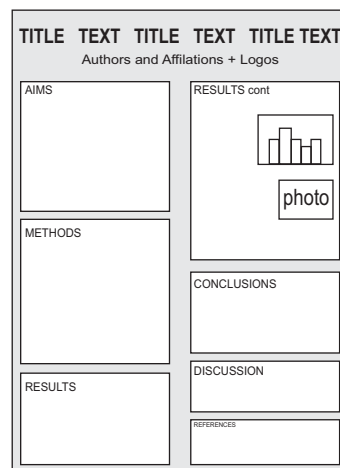 TITLE TEXT TITLE TEXT TITLE TEXT
Authors and Affilations + Logos
AIMS
METHODS
RESULTS
RESULTS cont
photo
CONCLUSIONS
DISCUSSION
REFERENCES